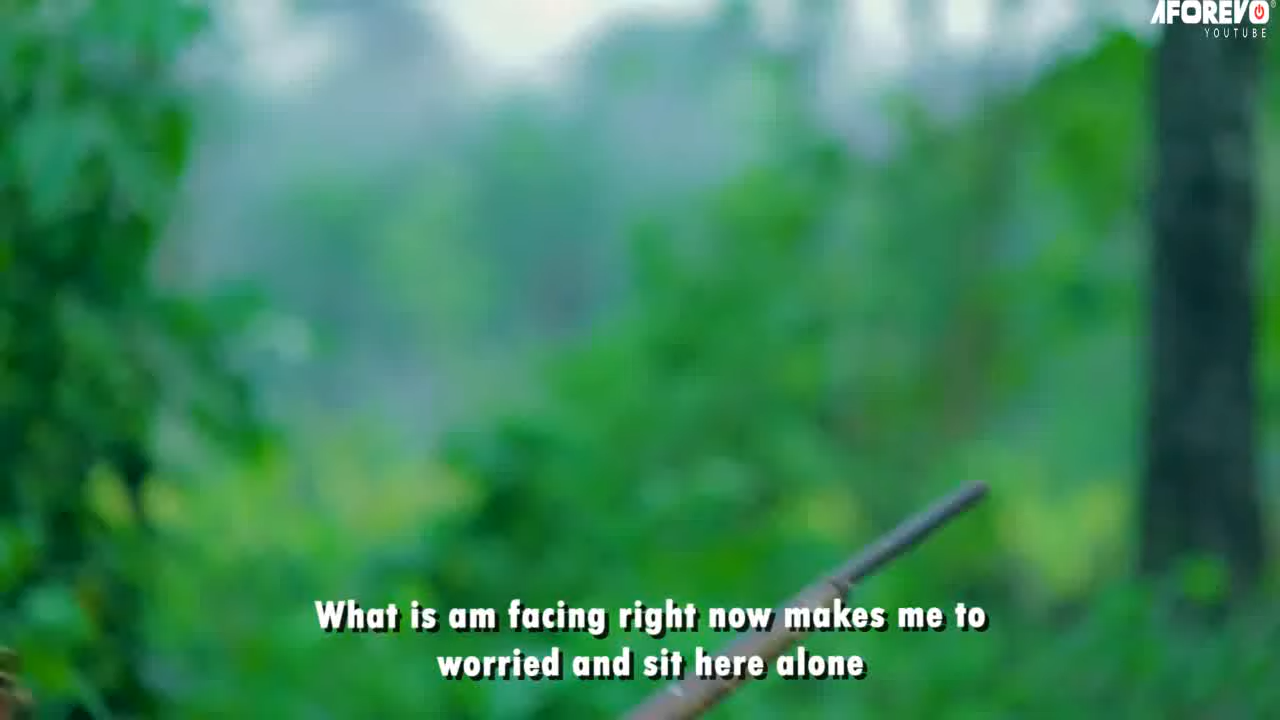 AFOREVO
YOUTUBE
What is am facing right now makes me to
worried and sit here alone